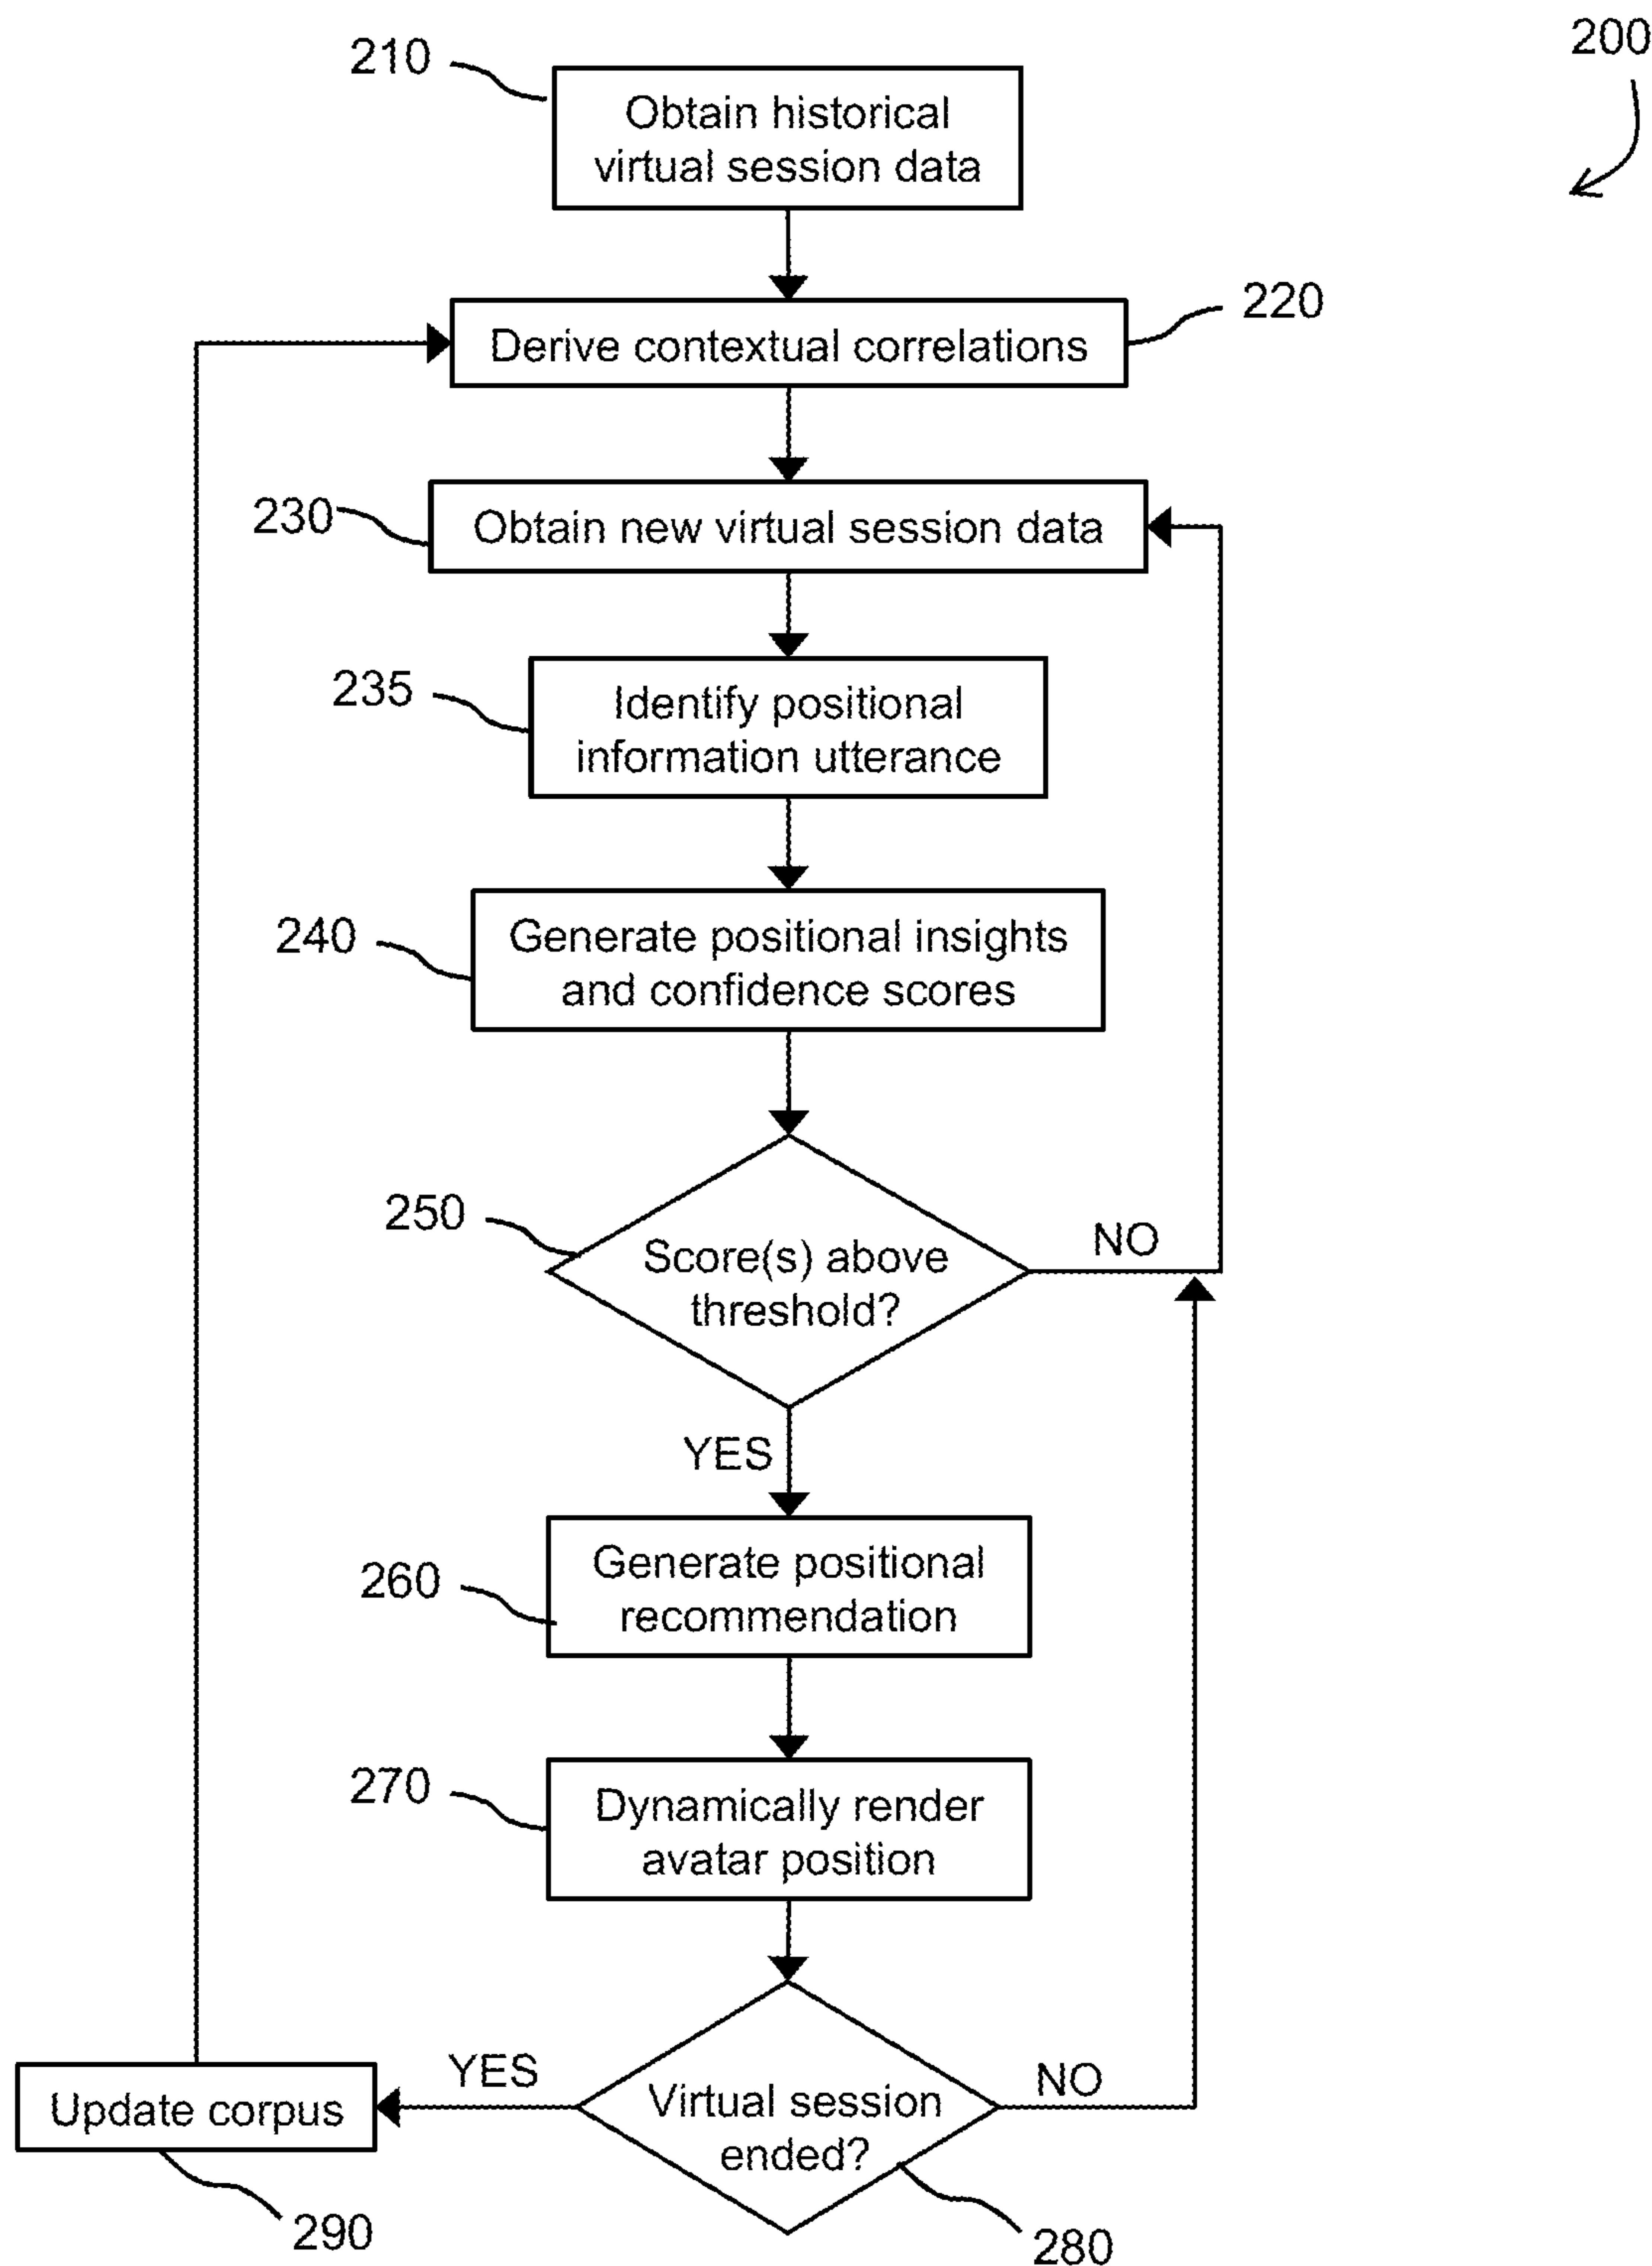 200
210
Obtain historical
virtual session data
220
Derive contextual correlations
230
Obtain new virtual session data
235
Identify positional
information utterance
240
Generate positional insights
and confidence scores
250
Score(s) above
threshold?
NO
YES
260
Generate positional
recommendation
270
Dynamically render
avatar position
YES
NO
Update corpus
Virtual session
ended?
290
280